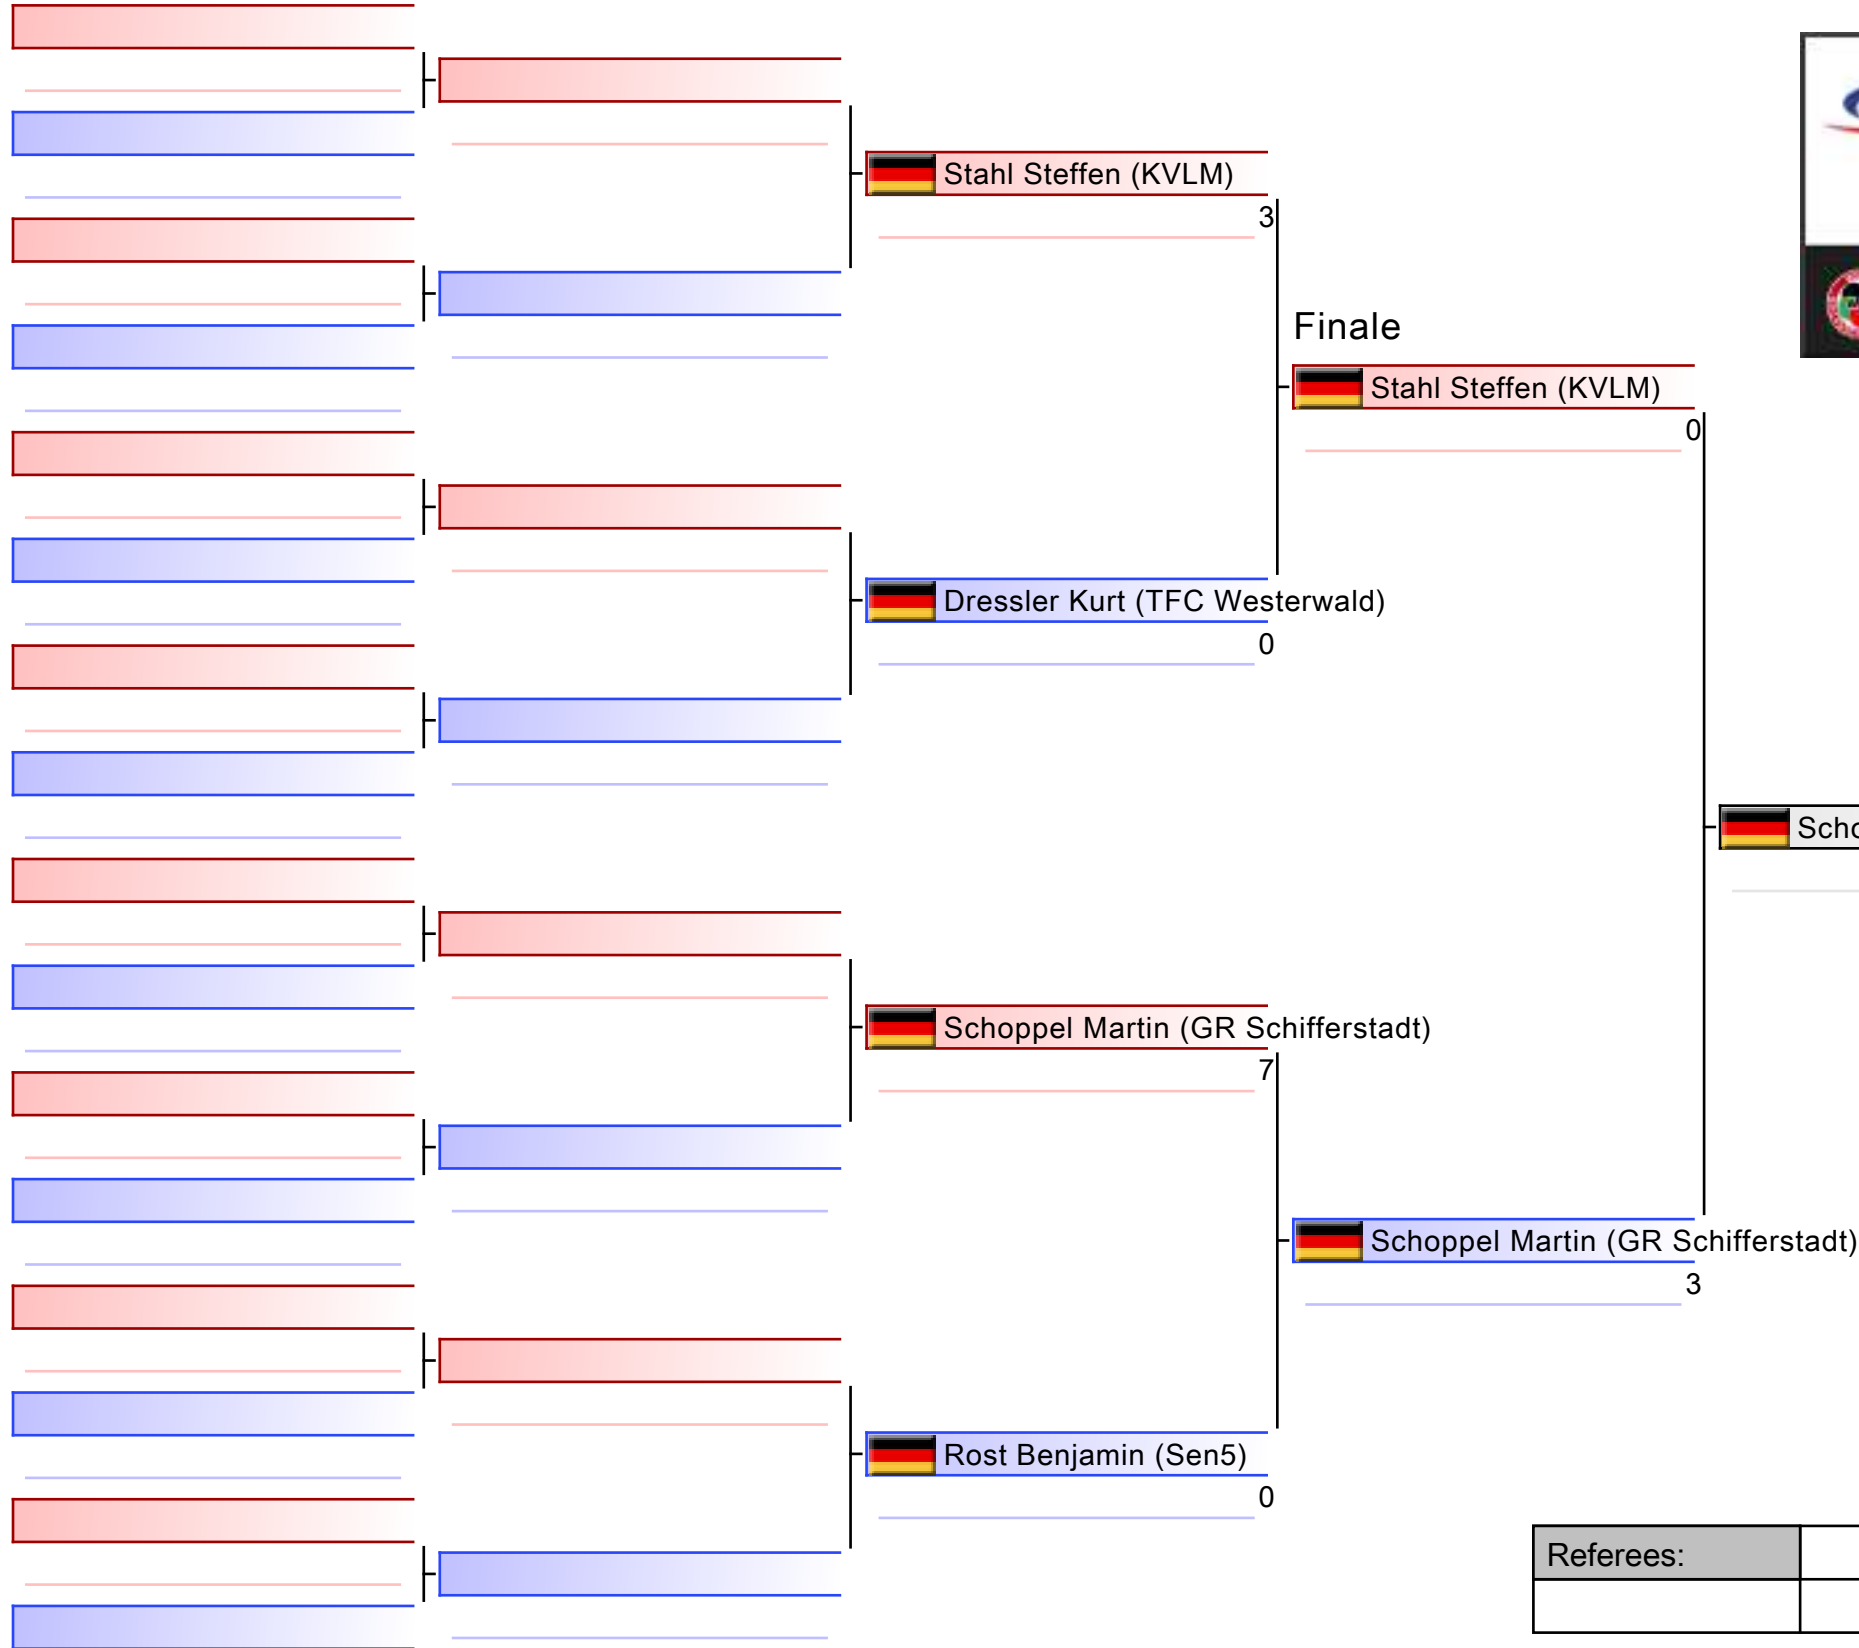 Stahl Steffen (KVLM)
3
Finale
Stahl Steffen (KVLM)
0
Dressler Kurt (TFC Westerwald)
0
Schoppel Martin (GR Schifferstadt)
7
Schoppel Martin (GR Schifferstadt)
3
Rost Benjamin (Sen5)
0
Referees: